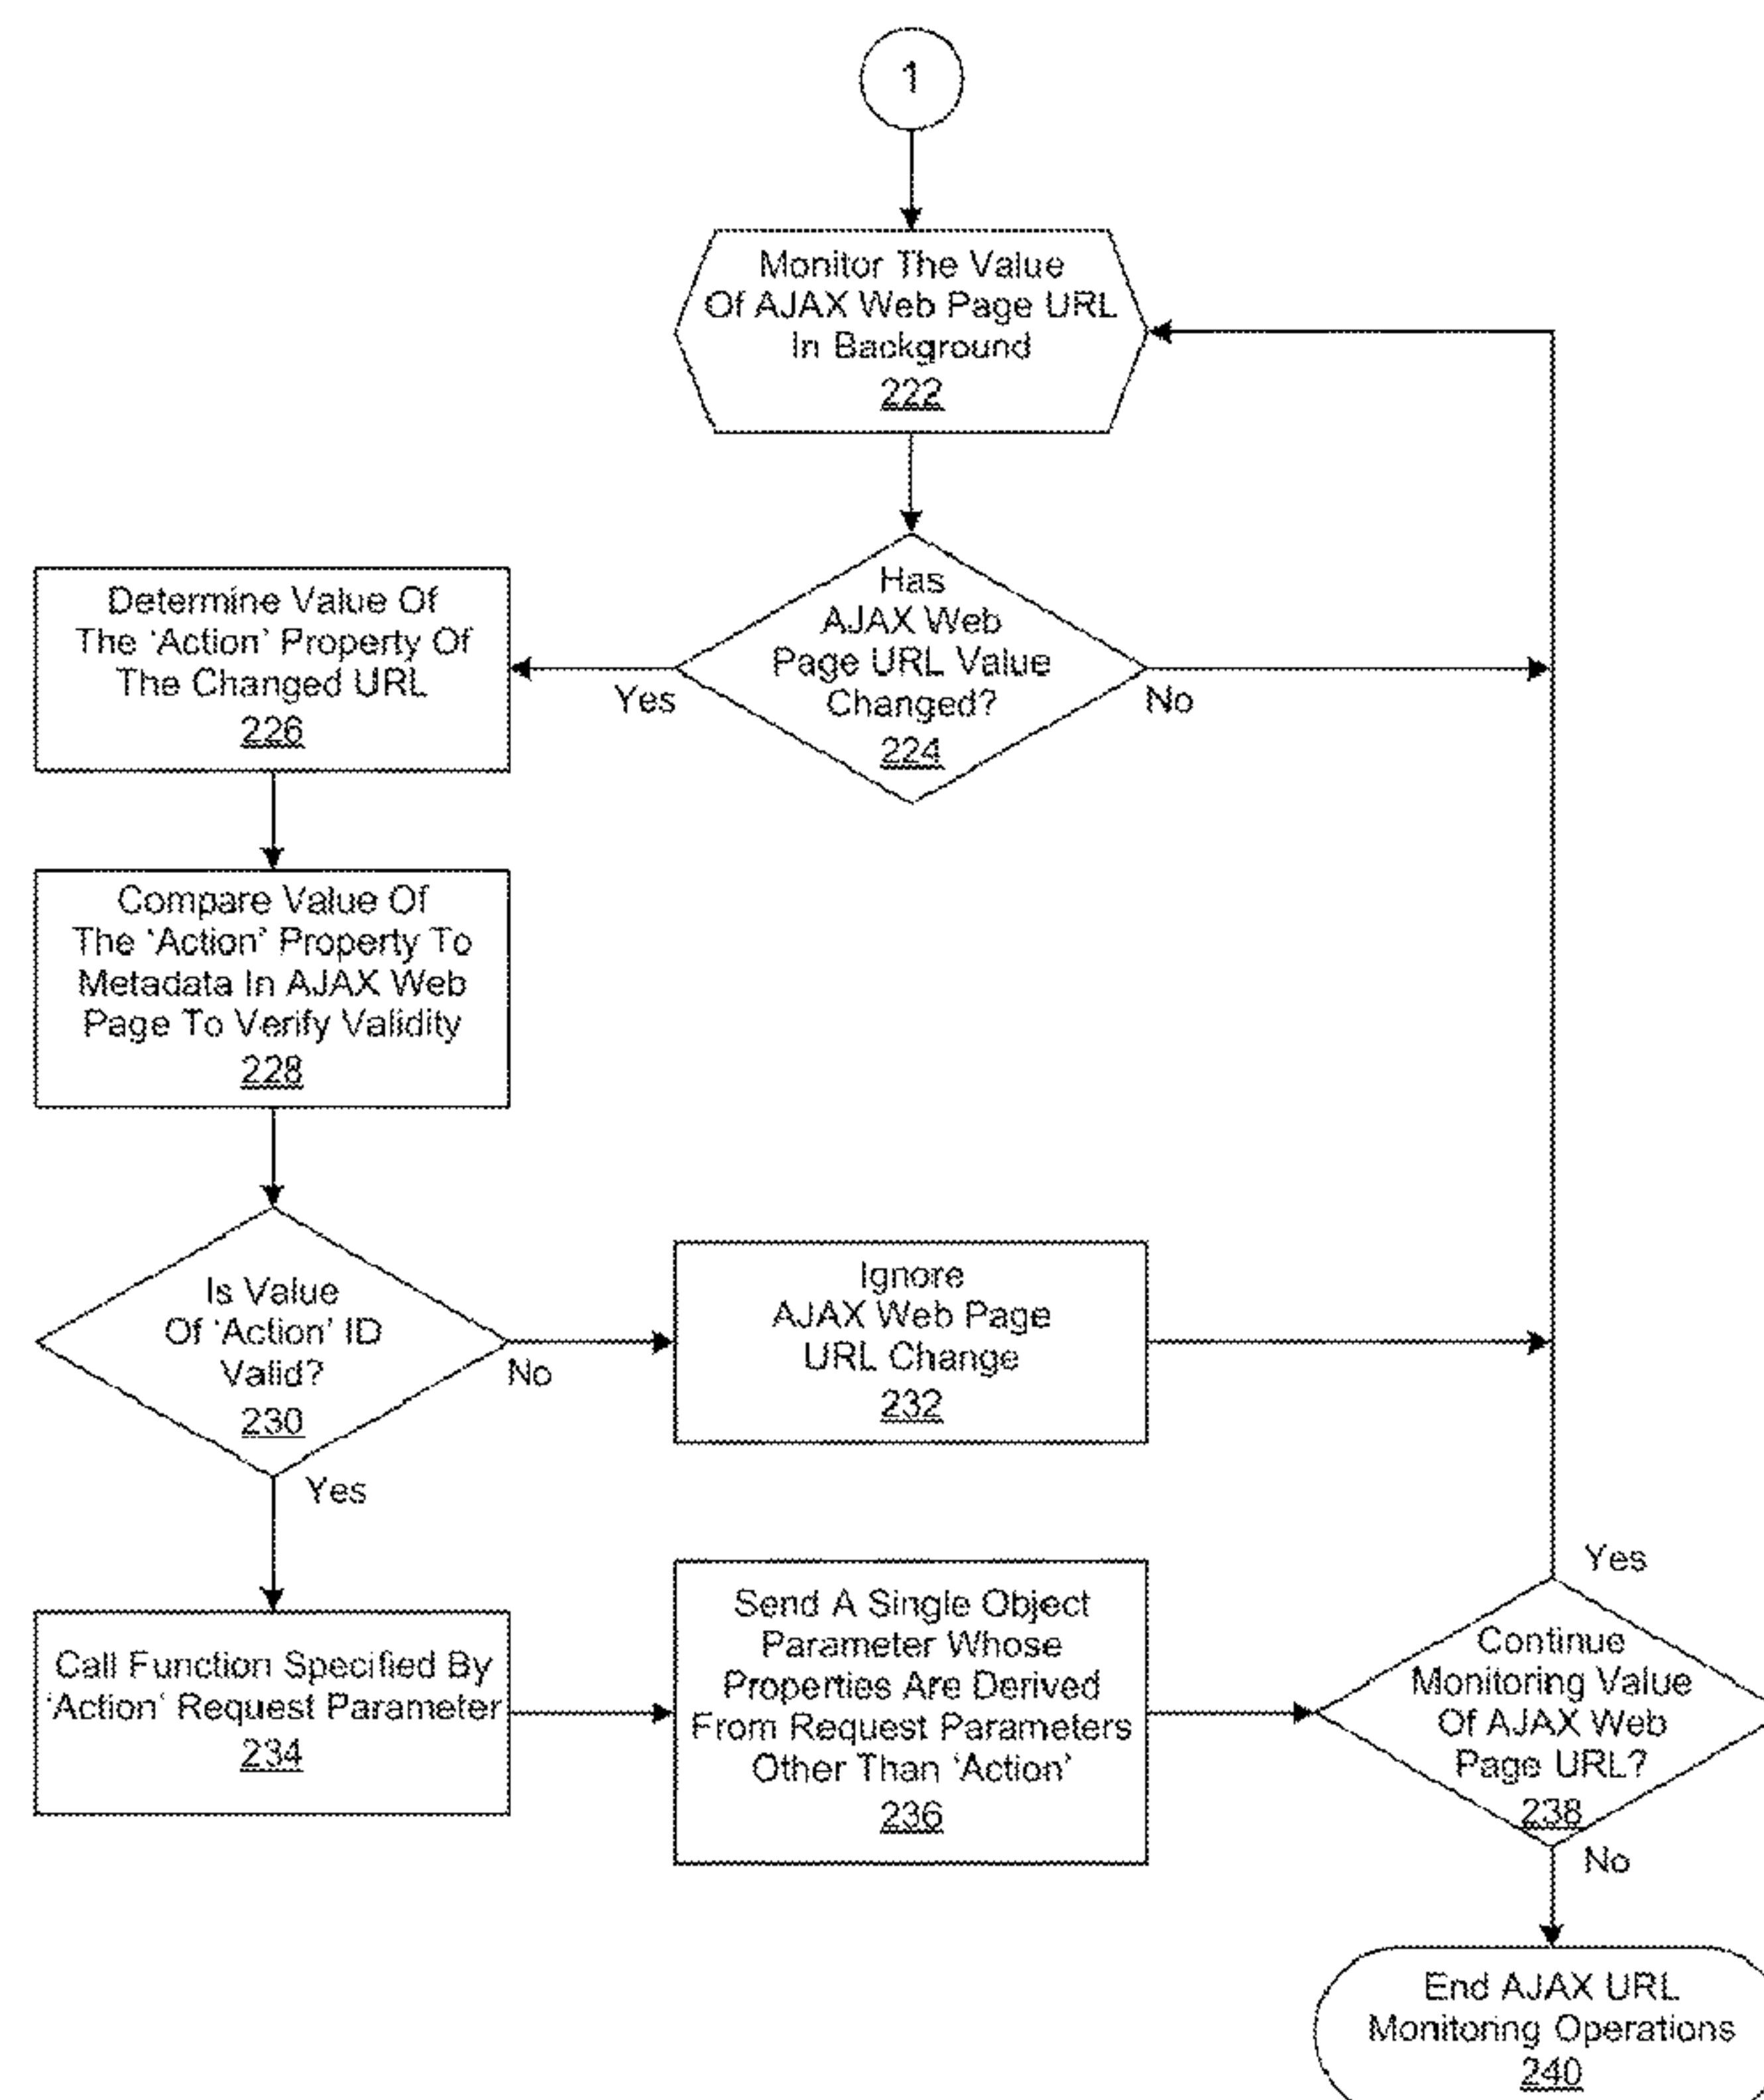 1
Monitor The Value
Of AJAX Web Page URL
In Background
222
Has
AJAX Web
Page URL Value
Changed?
224
Yes
No
Determine Value Of
The ‘Action’ Property Of
The Changed URL
226
Compare Value Of
The ‘Action’ Property To
Metadata In AJAX Web
Page To Verify Validity
228
Is Value
Of ‘Action’ ID
Valid?
230
No
Yes
Ignore
AJAX Web Page
URL Change
232
Call Function Specified By
‘Action’ Request Parameter
234
Send A Single Object
Parameter Whose
Properties Are Derived
From Request Parameters
Other Than ‘Action’
236
Yes
Continue
Monitoring Value
Of AJAX Web
Page URL?
238
No
End AJAX URL
Monitoring Operations
240